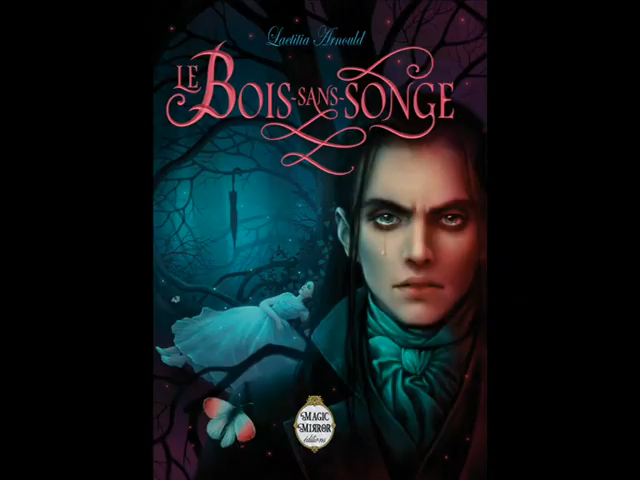 Laetitia Arnould
LE BOIS-SANS-SONGE
MAGIC
MIRROR
éditions